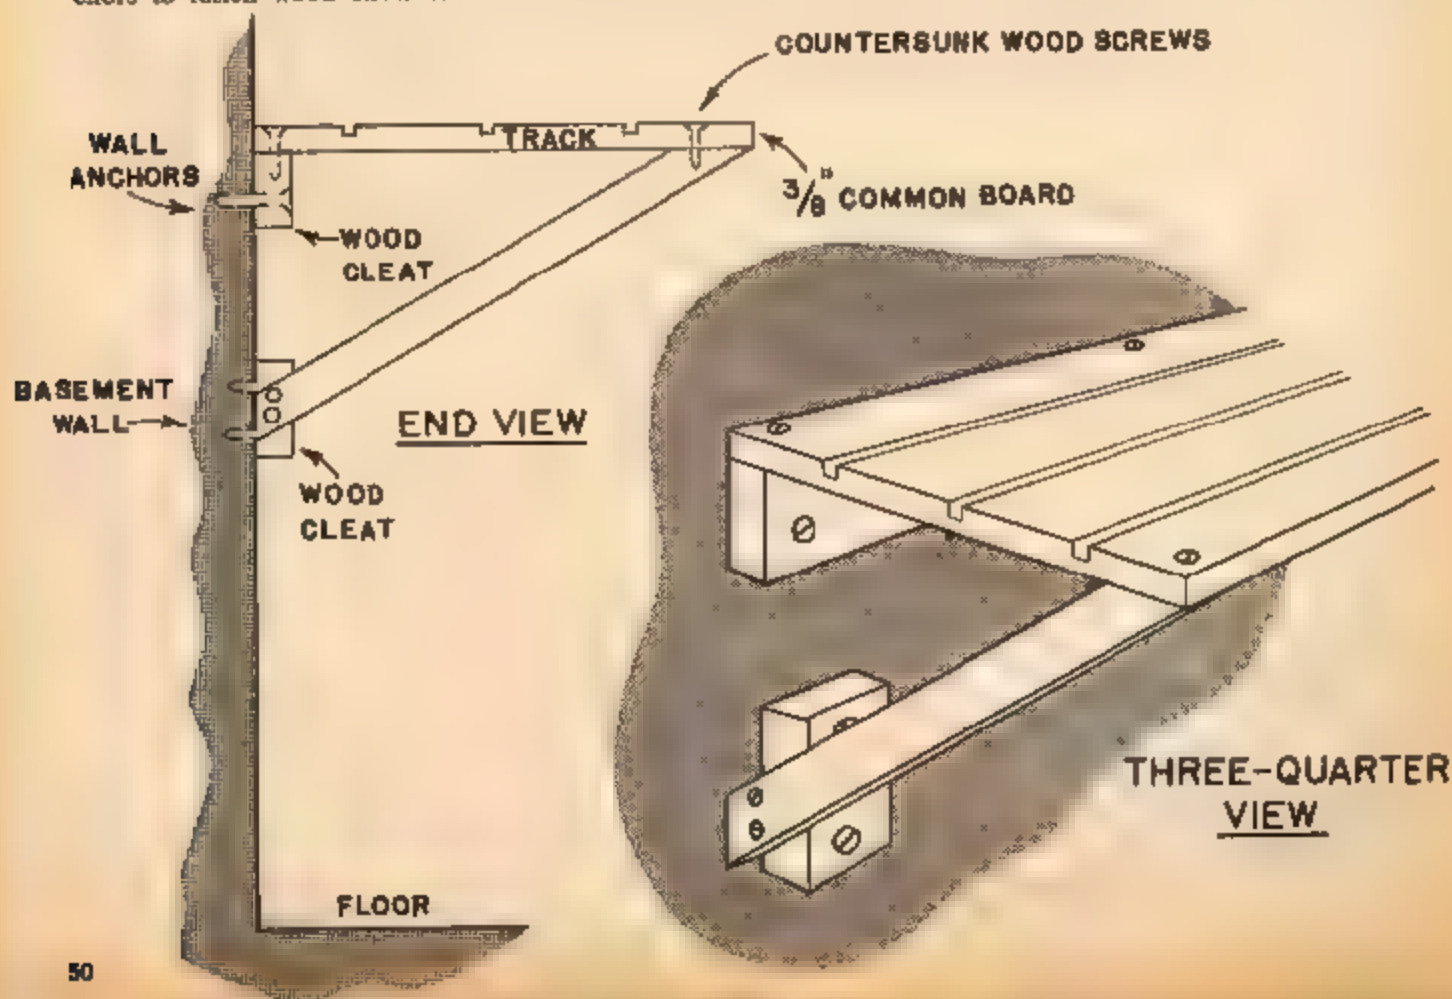 COUNTERSUNK WOOD SCREWS
WALL
ANCHORS
TRACK
3/8" COMMON BOARD
WOOD
CLEAT
BASEMENT
WALL
END VIEW
WOOD
CLEAT
THREE-QUARTER
VIEW
FLOOR
50